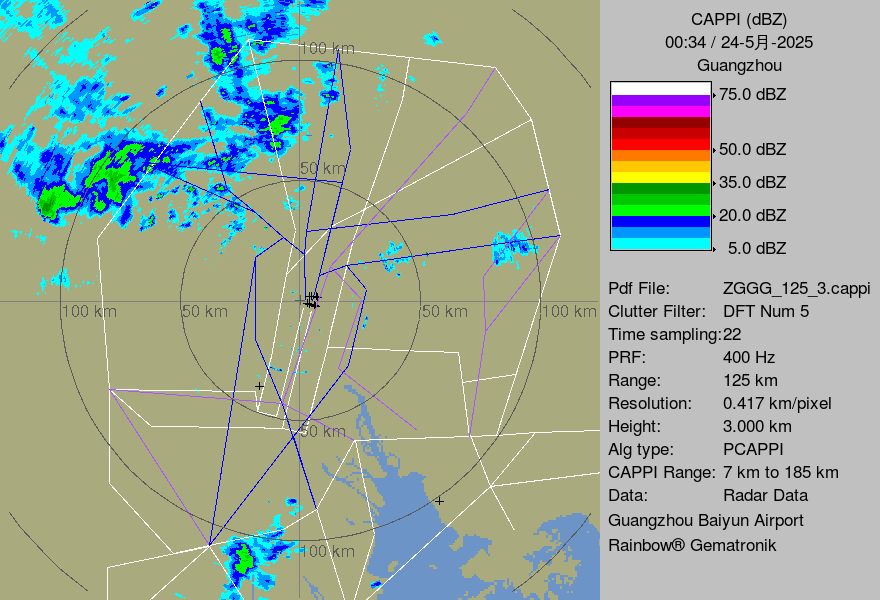 CAPPI (dBZ)
00:34 / 24-5月-2025
Guangzhou
75.0 dBZ
50.0 dBZ
35.0 dBZ
20.0 dBZ
5.0 dBZ
100 km
50 km
100 km
50 km
50 km
100 km
50 km
100 km
Pdf File: ZGGG_125_3.cappi
Clutter Filter: DFT Num 5
Time sampling:22
PRF: 400 Hz
Range: 125 km
Resolution: 0.417 km/pixel
Height: 3.000 km
Alg type: PCAPPI
CAPPI Range: 7 km to 185 km
Data: Radar Data
Guangzhou Baiyun Airport
Rainbow® Gematronik